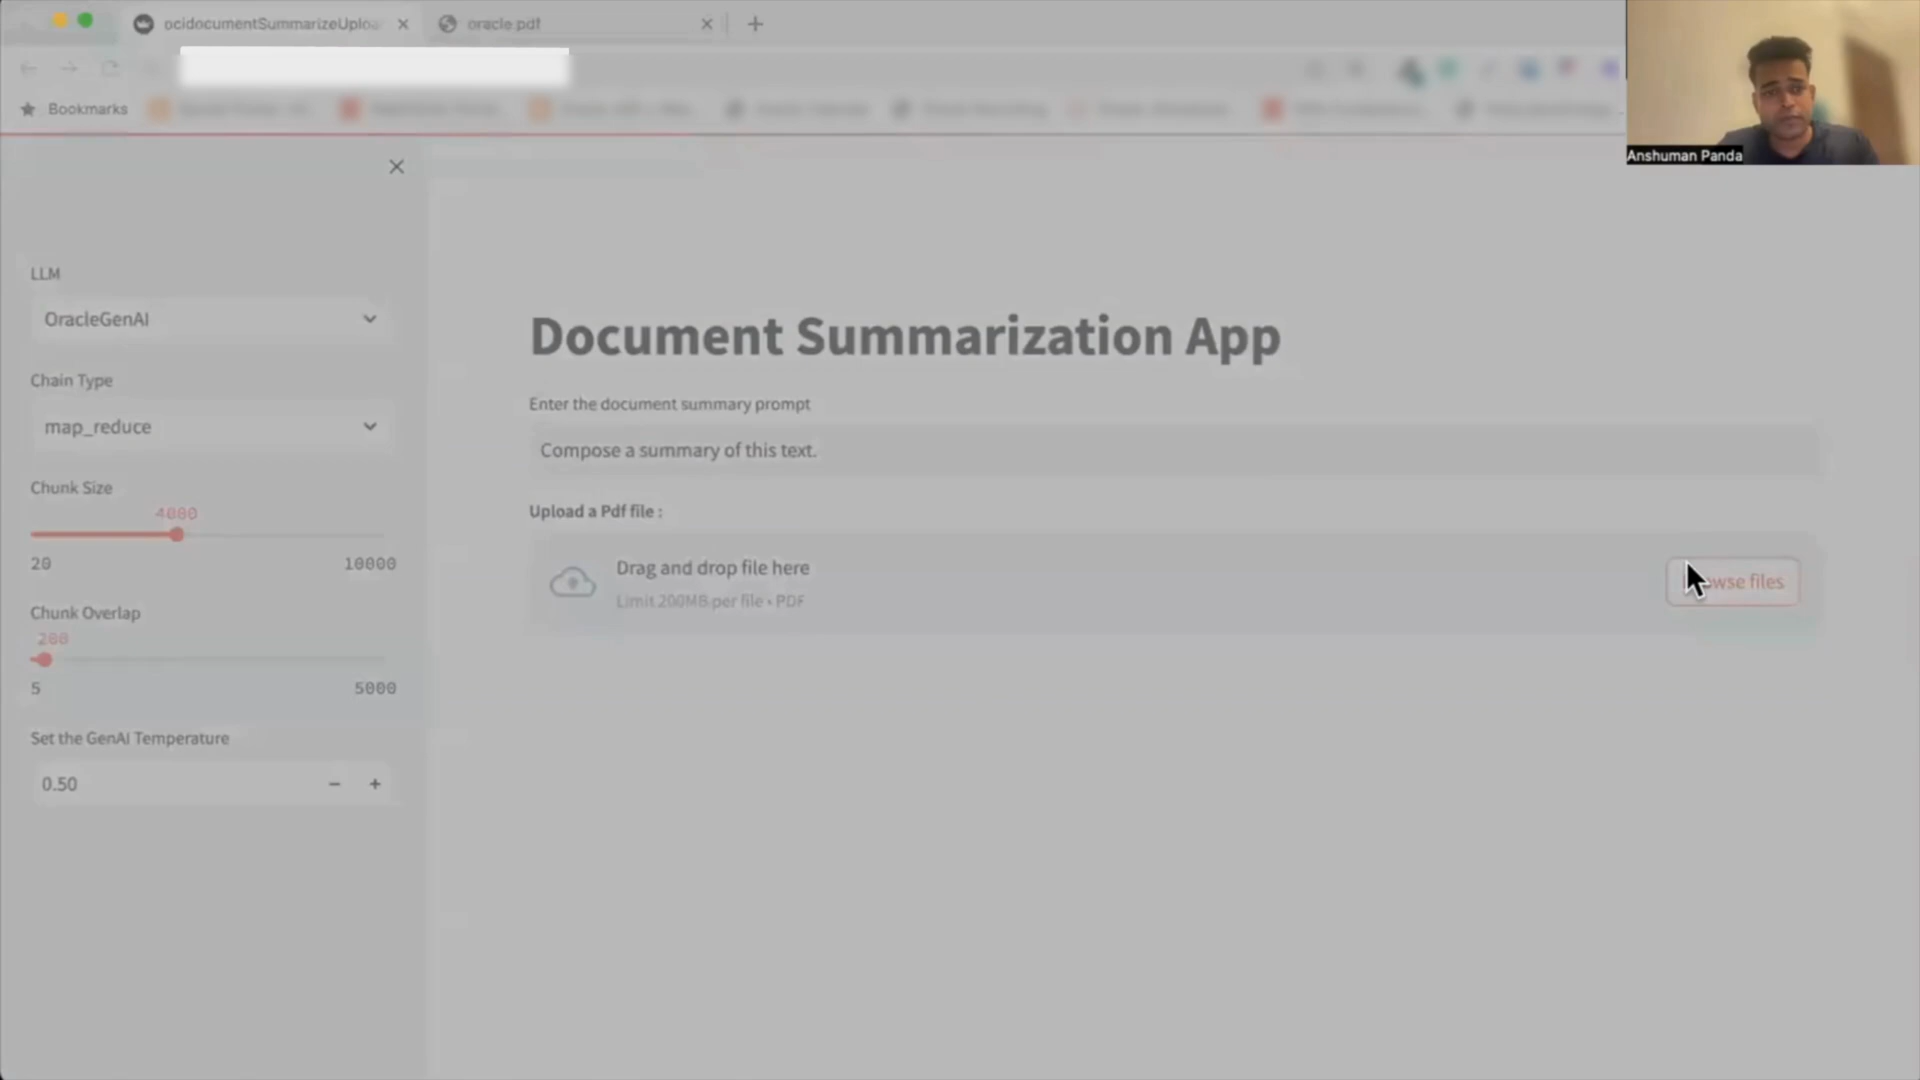 ocidocumentSummarizeUploa
oracle.pdf
Bookmarks
Anshuman Panda
LLM
OracleGenAI
Chain Type
map_reduce
Chunk Size
4000
20 10000
Chunk Overlap
200
5 5000
Set the GenAI Temperature
0.50
Document Summarization App
Enter the document summary prompt
Compose a summary of this text.
Upload a Pdf file :
Drag and drop file here
Limit 200MB per file • PDF
wse files